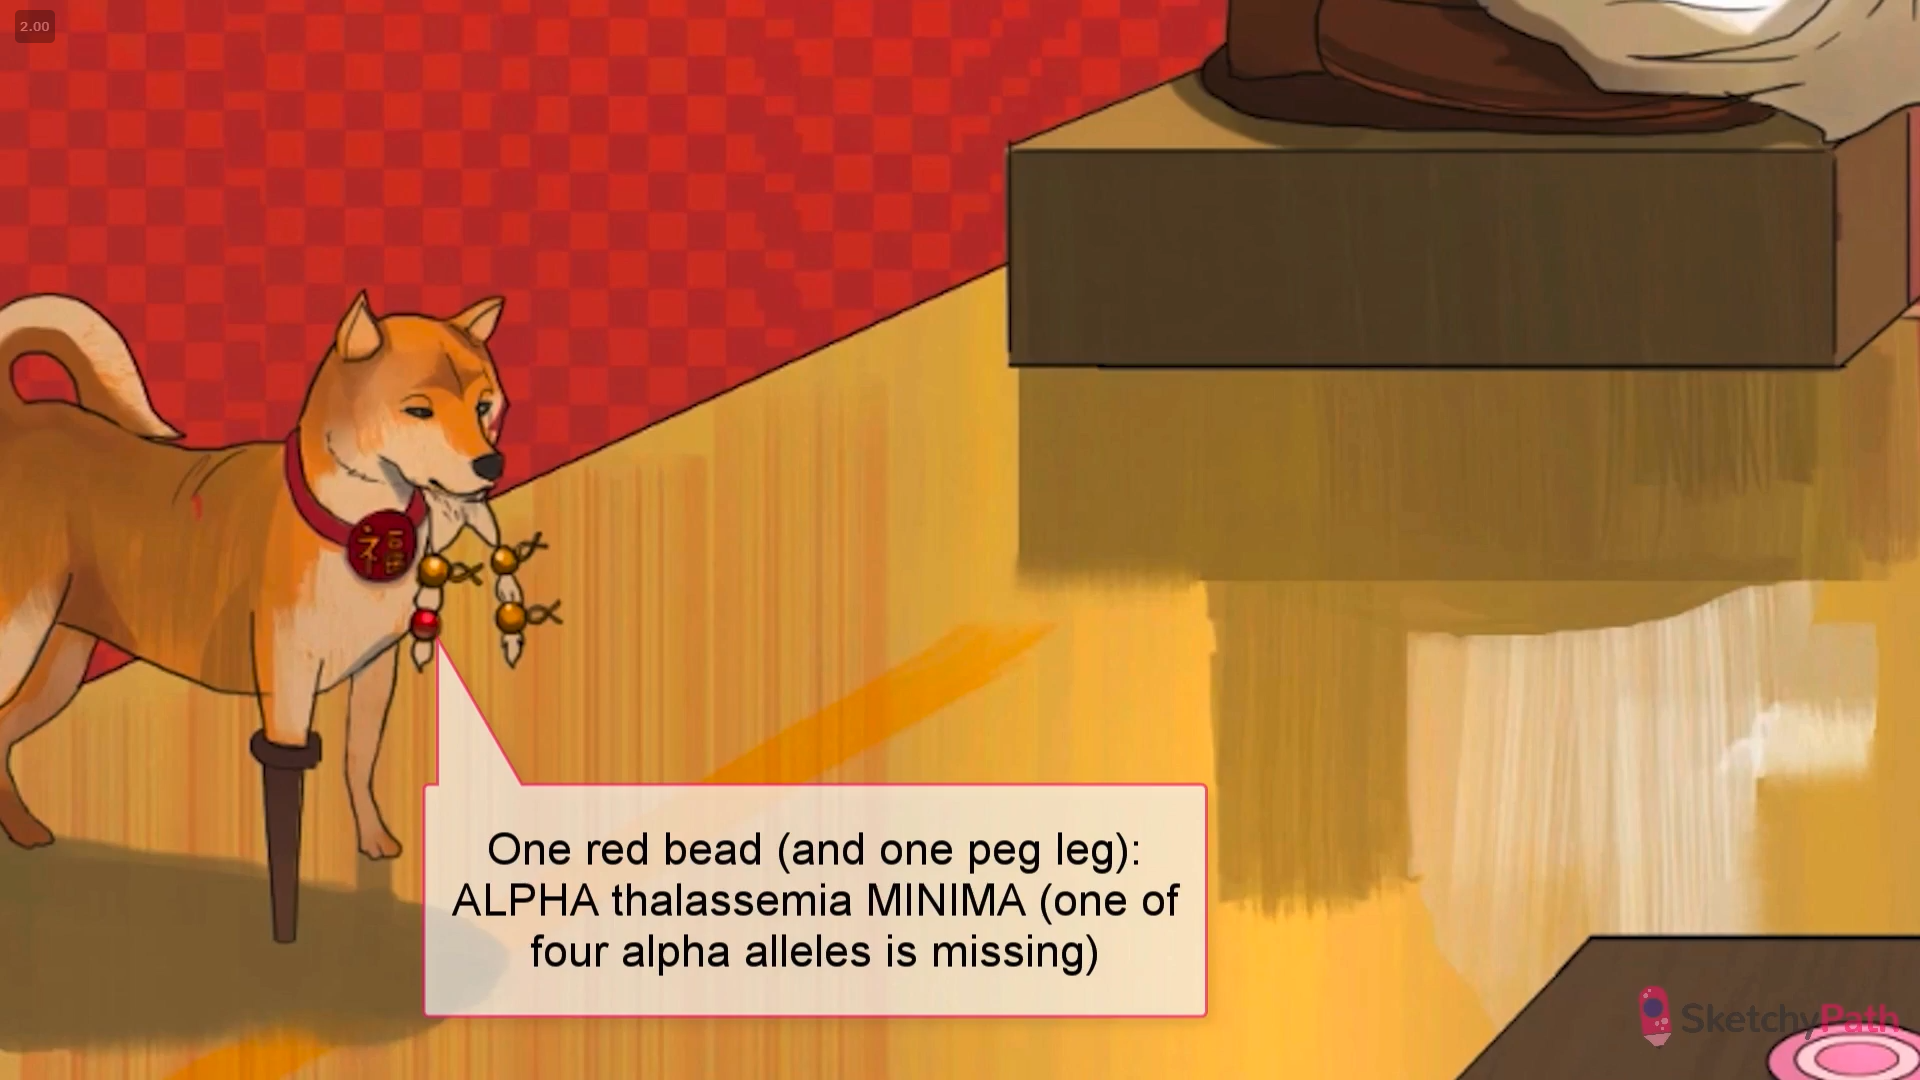 2.00
福
One red bead (and one peg leg):
ALPHA thalassemia MINIMA (one of
four alpha alleles is missing)
SketchyPath